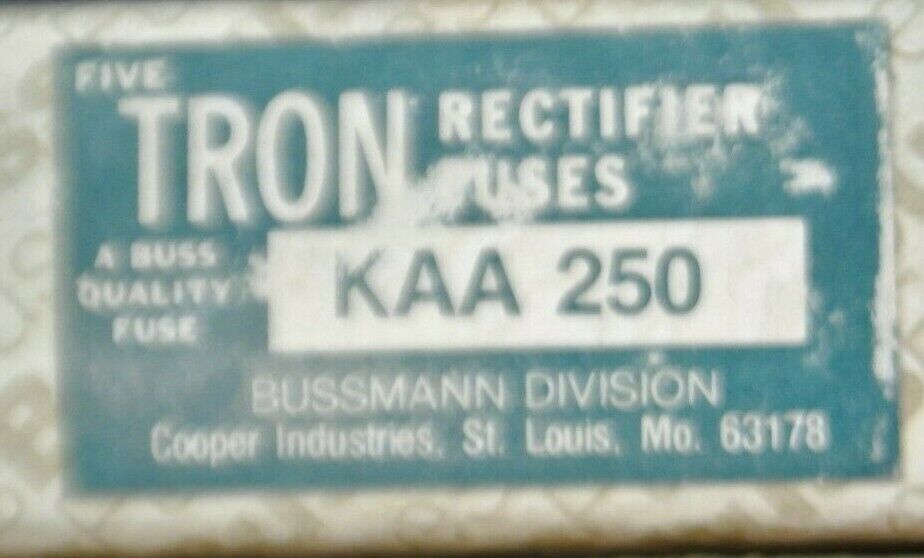 FIVE
TRON RECTIFIER
FUSES
A BUSS
QUALITY
FUSE
KAA 250
BUSSMANN DIVISION
Cooper Industries, St. Louis, Mo. 63178